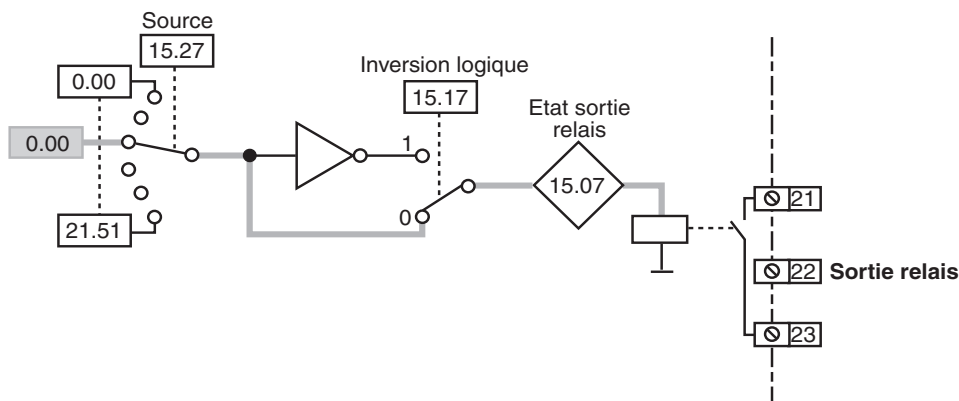 Source
15.27
0.00
Inversion logique
15.17
Etat sortie
relais
0.00
1
15.07
21
0
21.51
22 Sortie relais
23